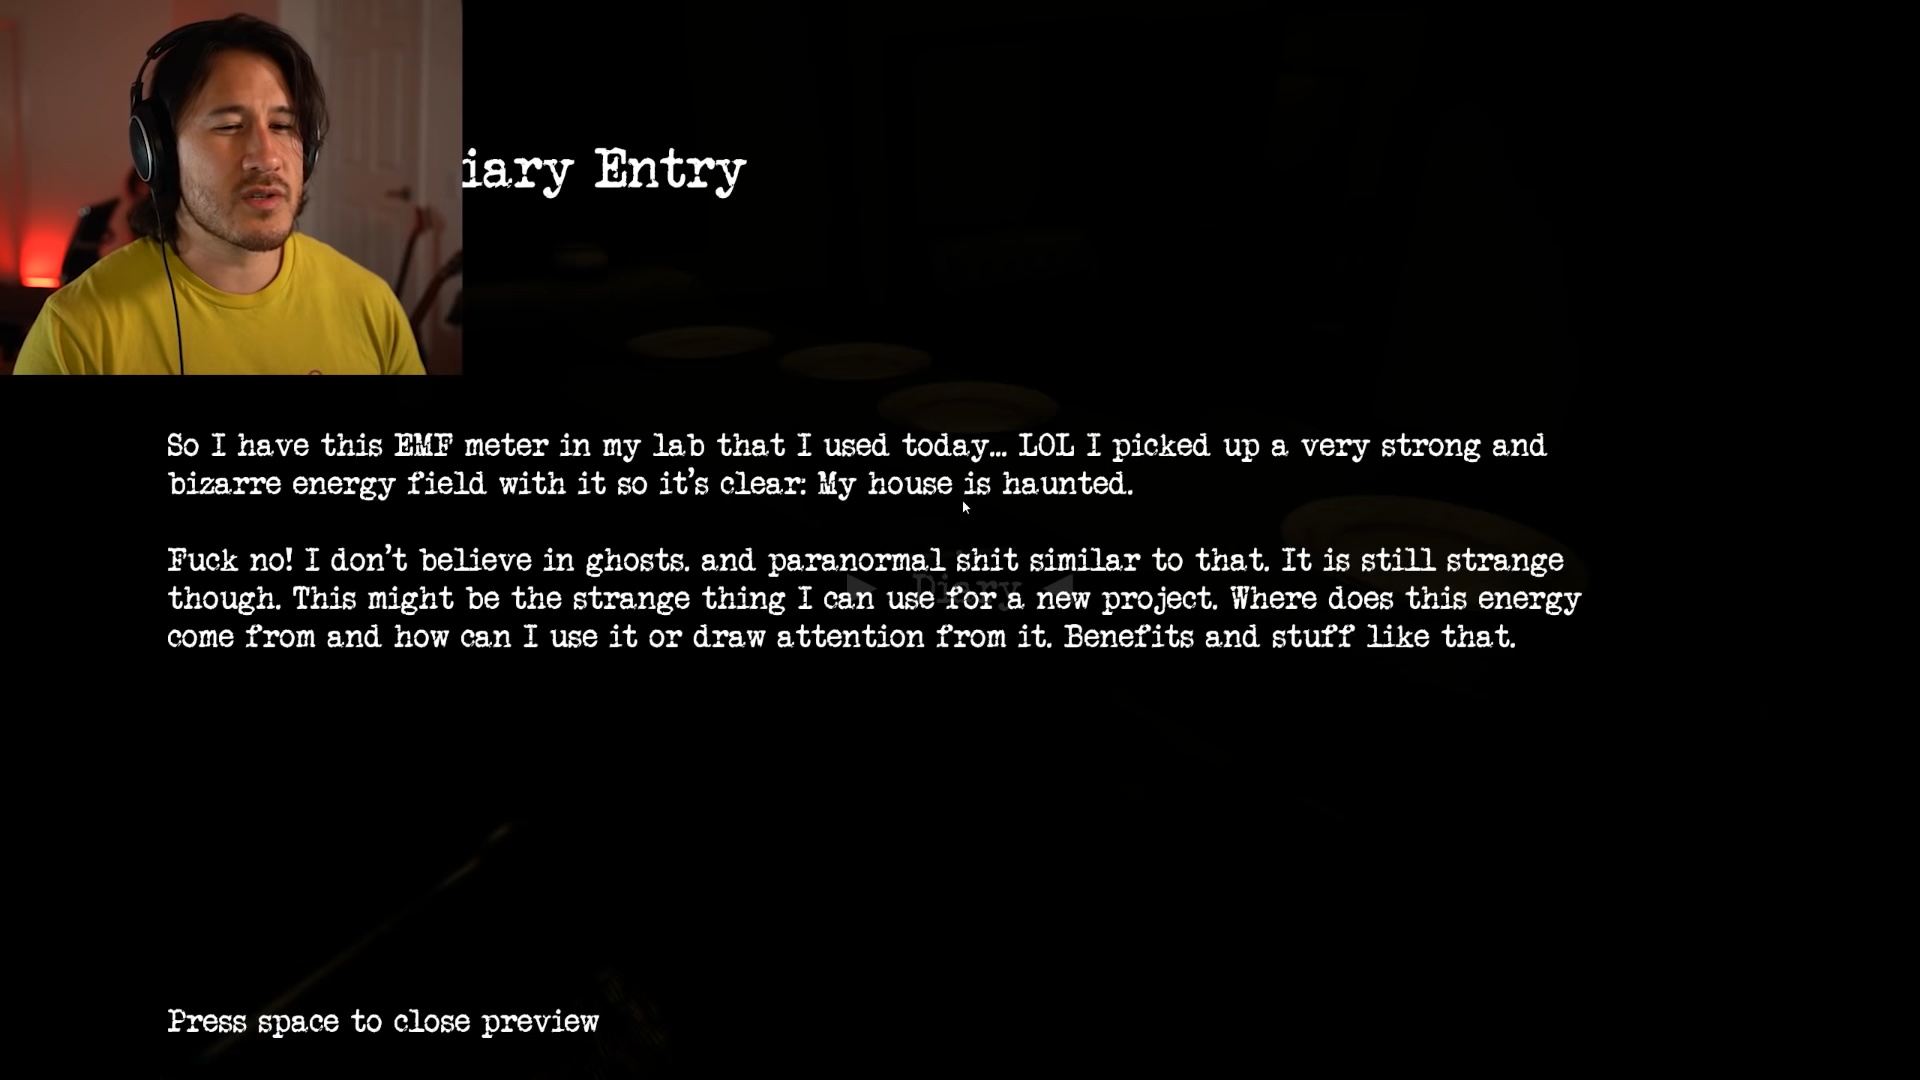 iary Entry
So I have this EMF meter in my lab that I used today... LOL I picked up a very strong and
bizarre energy field with it so it's clear: My house is haunted.
Fuck no! I don't believe in ghosts. and paranormal shit similar to that. It is still strange
though. This might be the strange thing I can use for a new project. Where does this energy
come from and how can I use it or draw attention from it. Benefits and stuff like that.
Diary
Press space to close preview